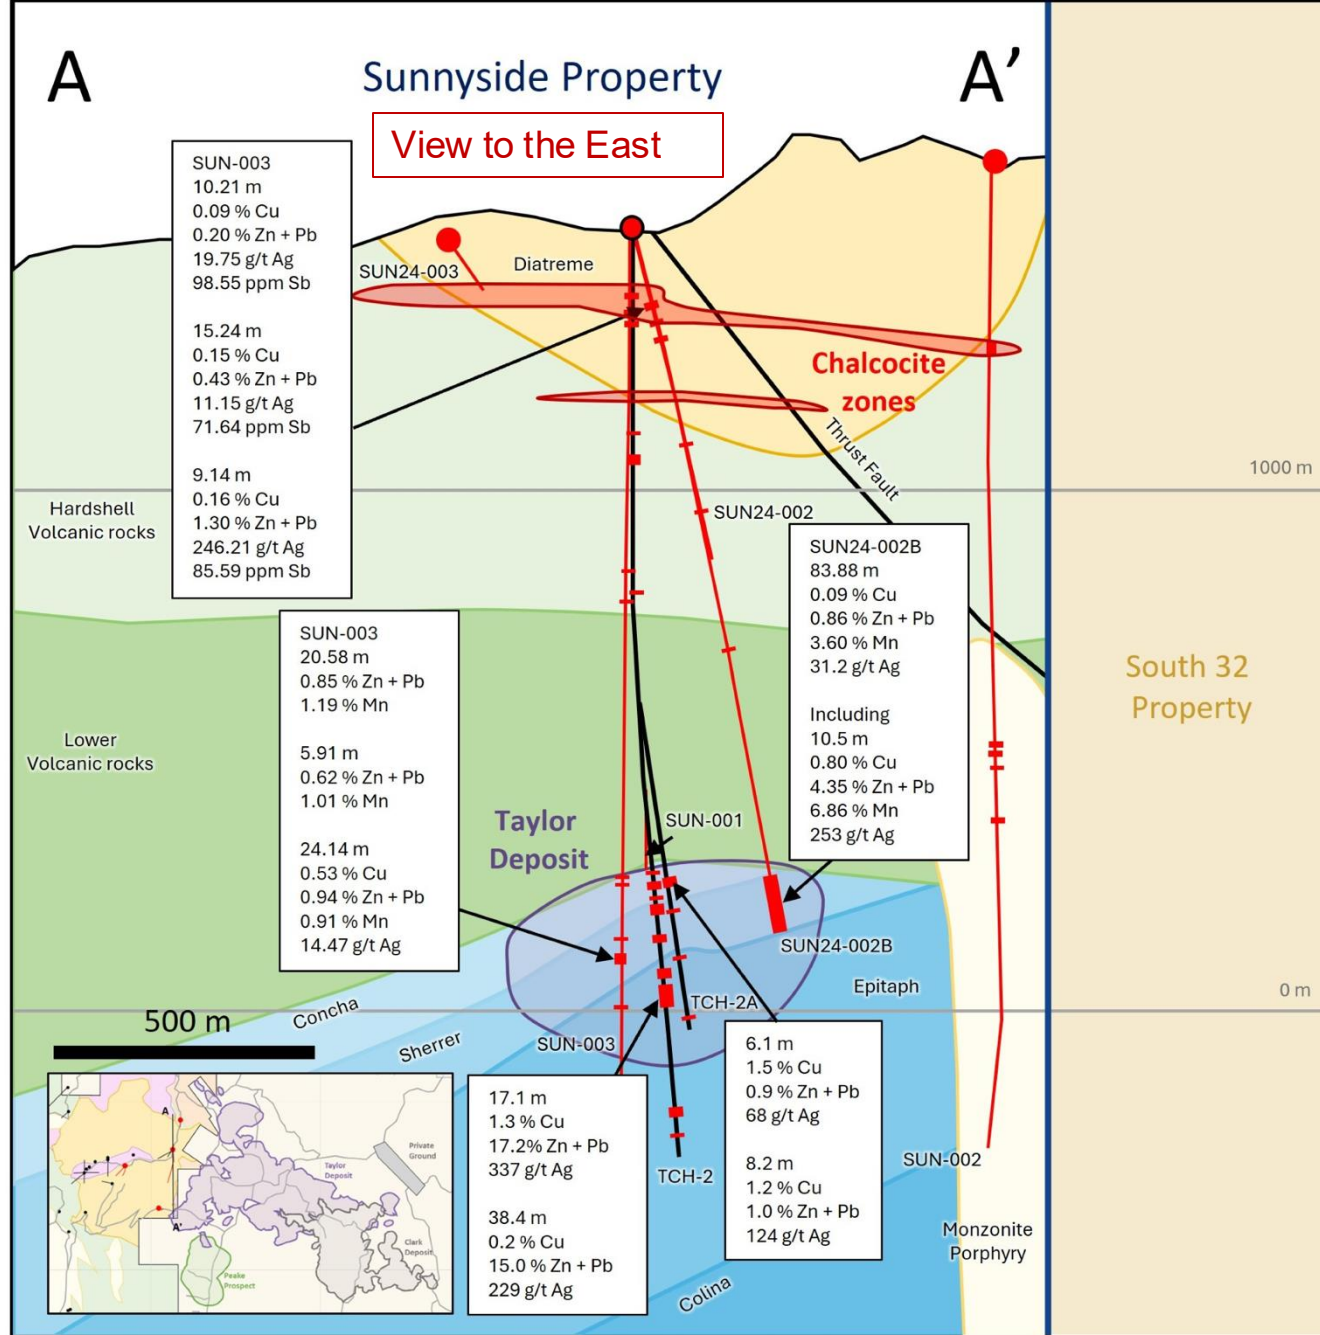 A
Sunnyside Property
A’
View to the East
SUN-003
10.21 m
0.09 % Cu
0.20 % Zn + Pb
19.75 g/t Ag
98.55 ppm Sb
15.24 m
0.15 % Cu
0.43 % Zn + Pb
11.15 g/t Ag
71.64 ppm Sb
9.14 m
0.16 % Cu
1.30 % Zn + Pb
246.21 g/t Ag
85.59 ppm Sb
SUN24-003
Diatreme
Chalcocite
zones
Thrust Fault
1000 m
Hardshell
Volcanic rocks
SUN24-002
SUN24-002B
83.88 m
0.09 % Cu
0.86 % Zn + Pb
3.60 % Mn
31.2 g/t Ag
Including
10.5 m
0.80 % Cu
4.35 % Zn + Pb
6.86 % Mn
253 g/t Ag
SUN-003
20.58 m
0.85 % Zn + Pb
1.19 % Mn
5.91 m
0.62 % Zn + Pb
1.01 % Mn
24.14 m
0.53 % Cu
0.94 % Zn + Pb
0.91 % Mn
14.47 g/t Ag
South 32
Property
Lower
Volcanic rocks
Taylor
Deposit
SUN-001
SUN24-002B
Epitaph
0 m
TCH-2A
Concha
500 m
Sherrer
SUN-003
6.1 m
1.5 % Cu
0.9 % Zn + Pb
68 g/t Ag
8.2 m
1.2 % Cu
1.0 % Zn + Pb
124 g/t Ag
17.1 m
1.3 % Cu
17.2% Zn + Pb
337 g/t Ag
38.4 m
0.2 % Cu
15.0 % Zn + Pb
229 g/t Ag
TCH-2
SUN-002
Monzonite
Porphyry
Colina
A
Private
Ground
Taylor
Deposit
A'
Clark
Deposit
Peake
Prospect